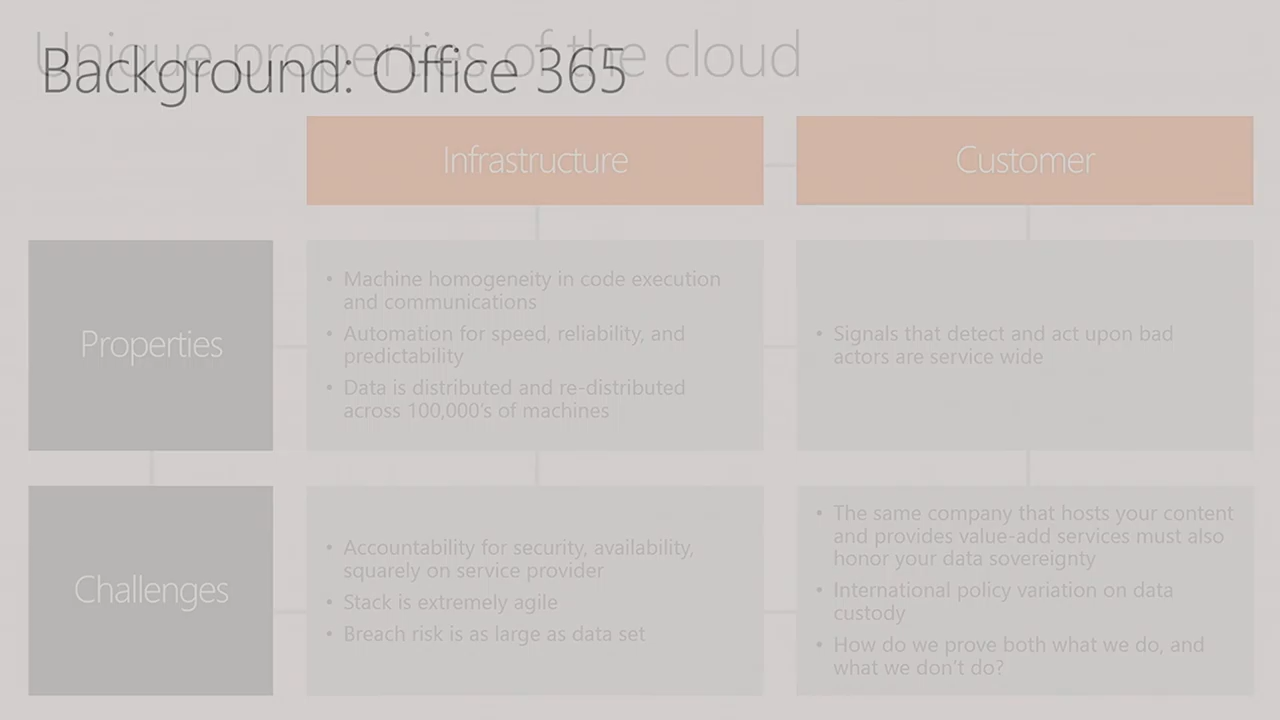 Unique properties of the cloud
Background: Office 365
Infrastructure
Customer
Properties
• Machine homogeneity in code execution
and communications
• Automation for speed, reliability, and
predictability
• Data is distributed and re-distributed
across 100,000's of machines
• Signals that detect and act upon bad
actors are service wide
Challenges
• Accountability for security, availability,
squarely on service provider
• Stack is extremely agile
• Breach risk is as large as data set
• The same company that hosts your content
and provides value-add services must also
honor your data sovereignty
• International policy variation on data
custody
• How do we prove both what we do, and
what we don't do?